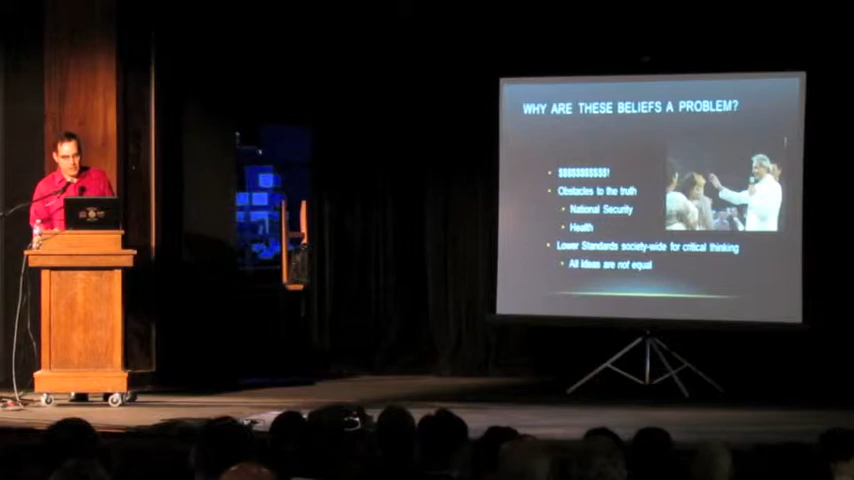 WHY ARE THESE BELIEFS A PROBLEM?
• $$$$$$$$$$$!
• Obstacles to the truth
• National Security
• Health
• Lower Standards society-wide for critical thinking
• All ideas are not equal